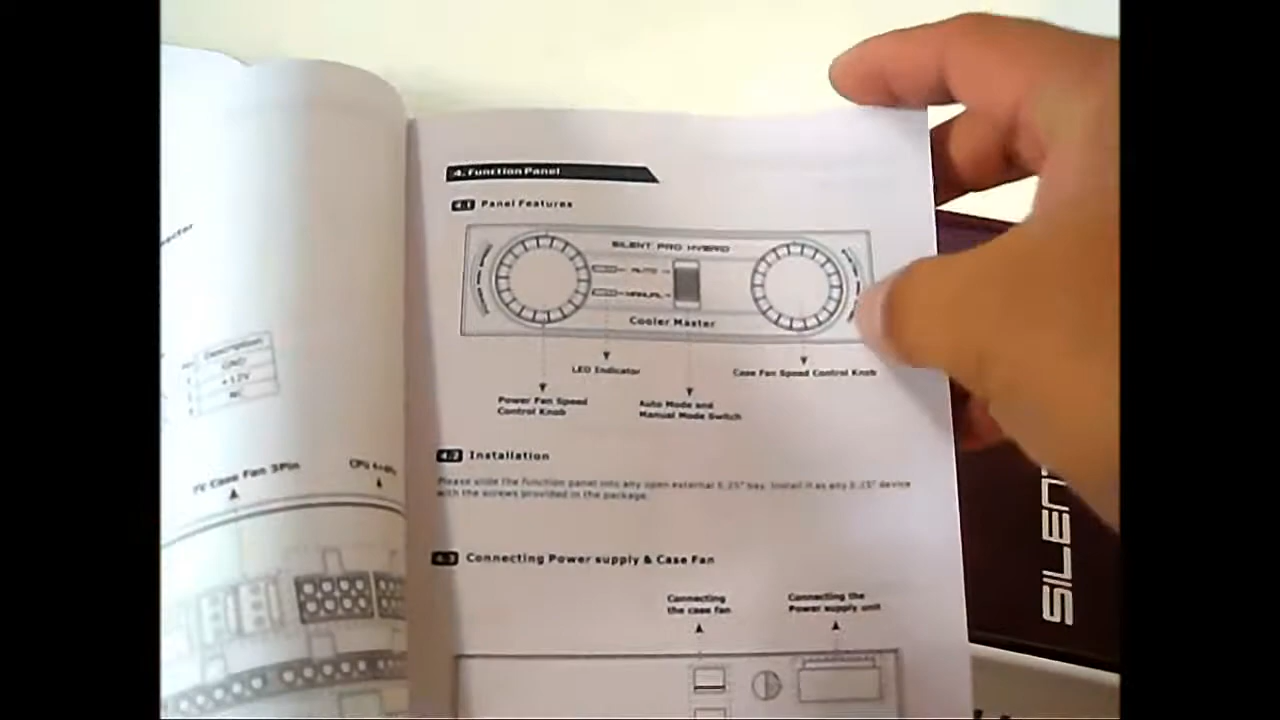 Description
GND
+12V
NC
Case Fan 3Pin
4. Function Panel
4.1 Panel Features
SILENT PRO HYBRID
AUTO
MANUAL
Cooler Master
LED Indicator
Case Fan Speed Control Knob
Power Fan Speed
Control Knob
Auto Mode and
Manual Mode Switch
4.2 Installation
Please slide the function panel into any open external 5.25" bay. Install it as any 5.25" device
with the screws provided in the package.
4.3 Connecting Power supply & Case Fan
Connecting
the case fan
Connecting the
Power supply unit
SILENT